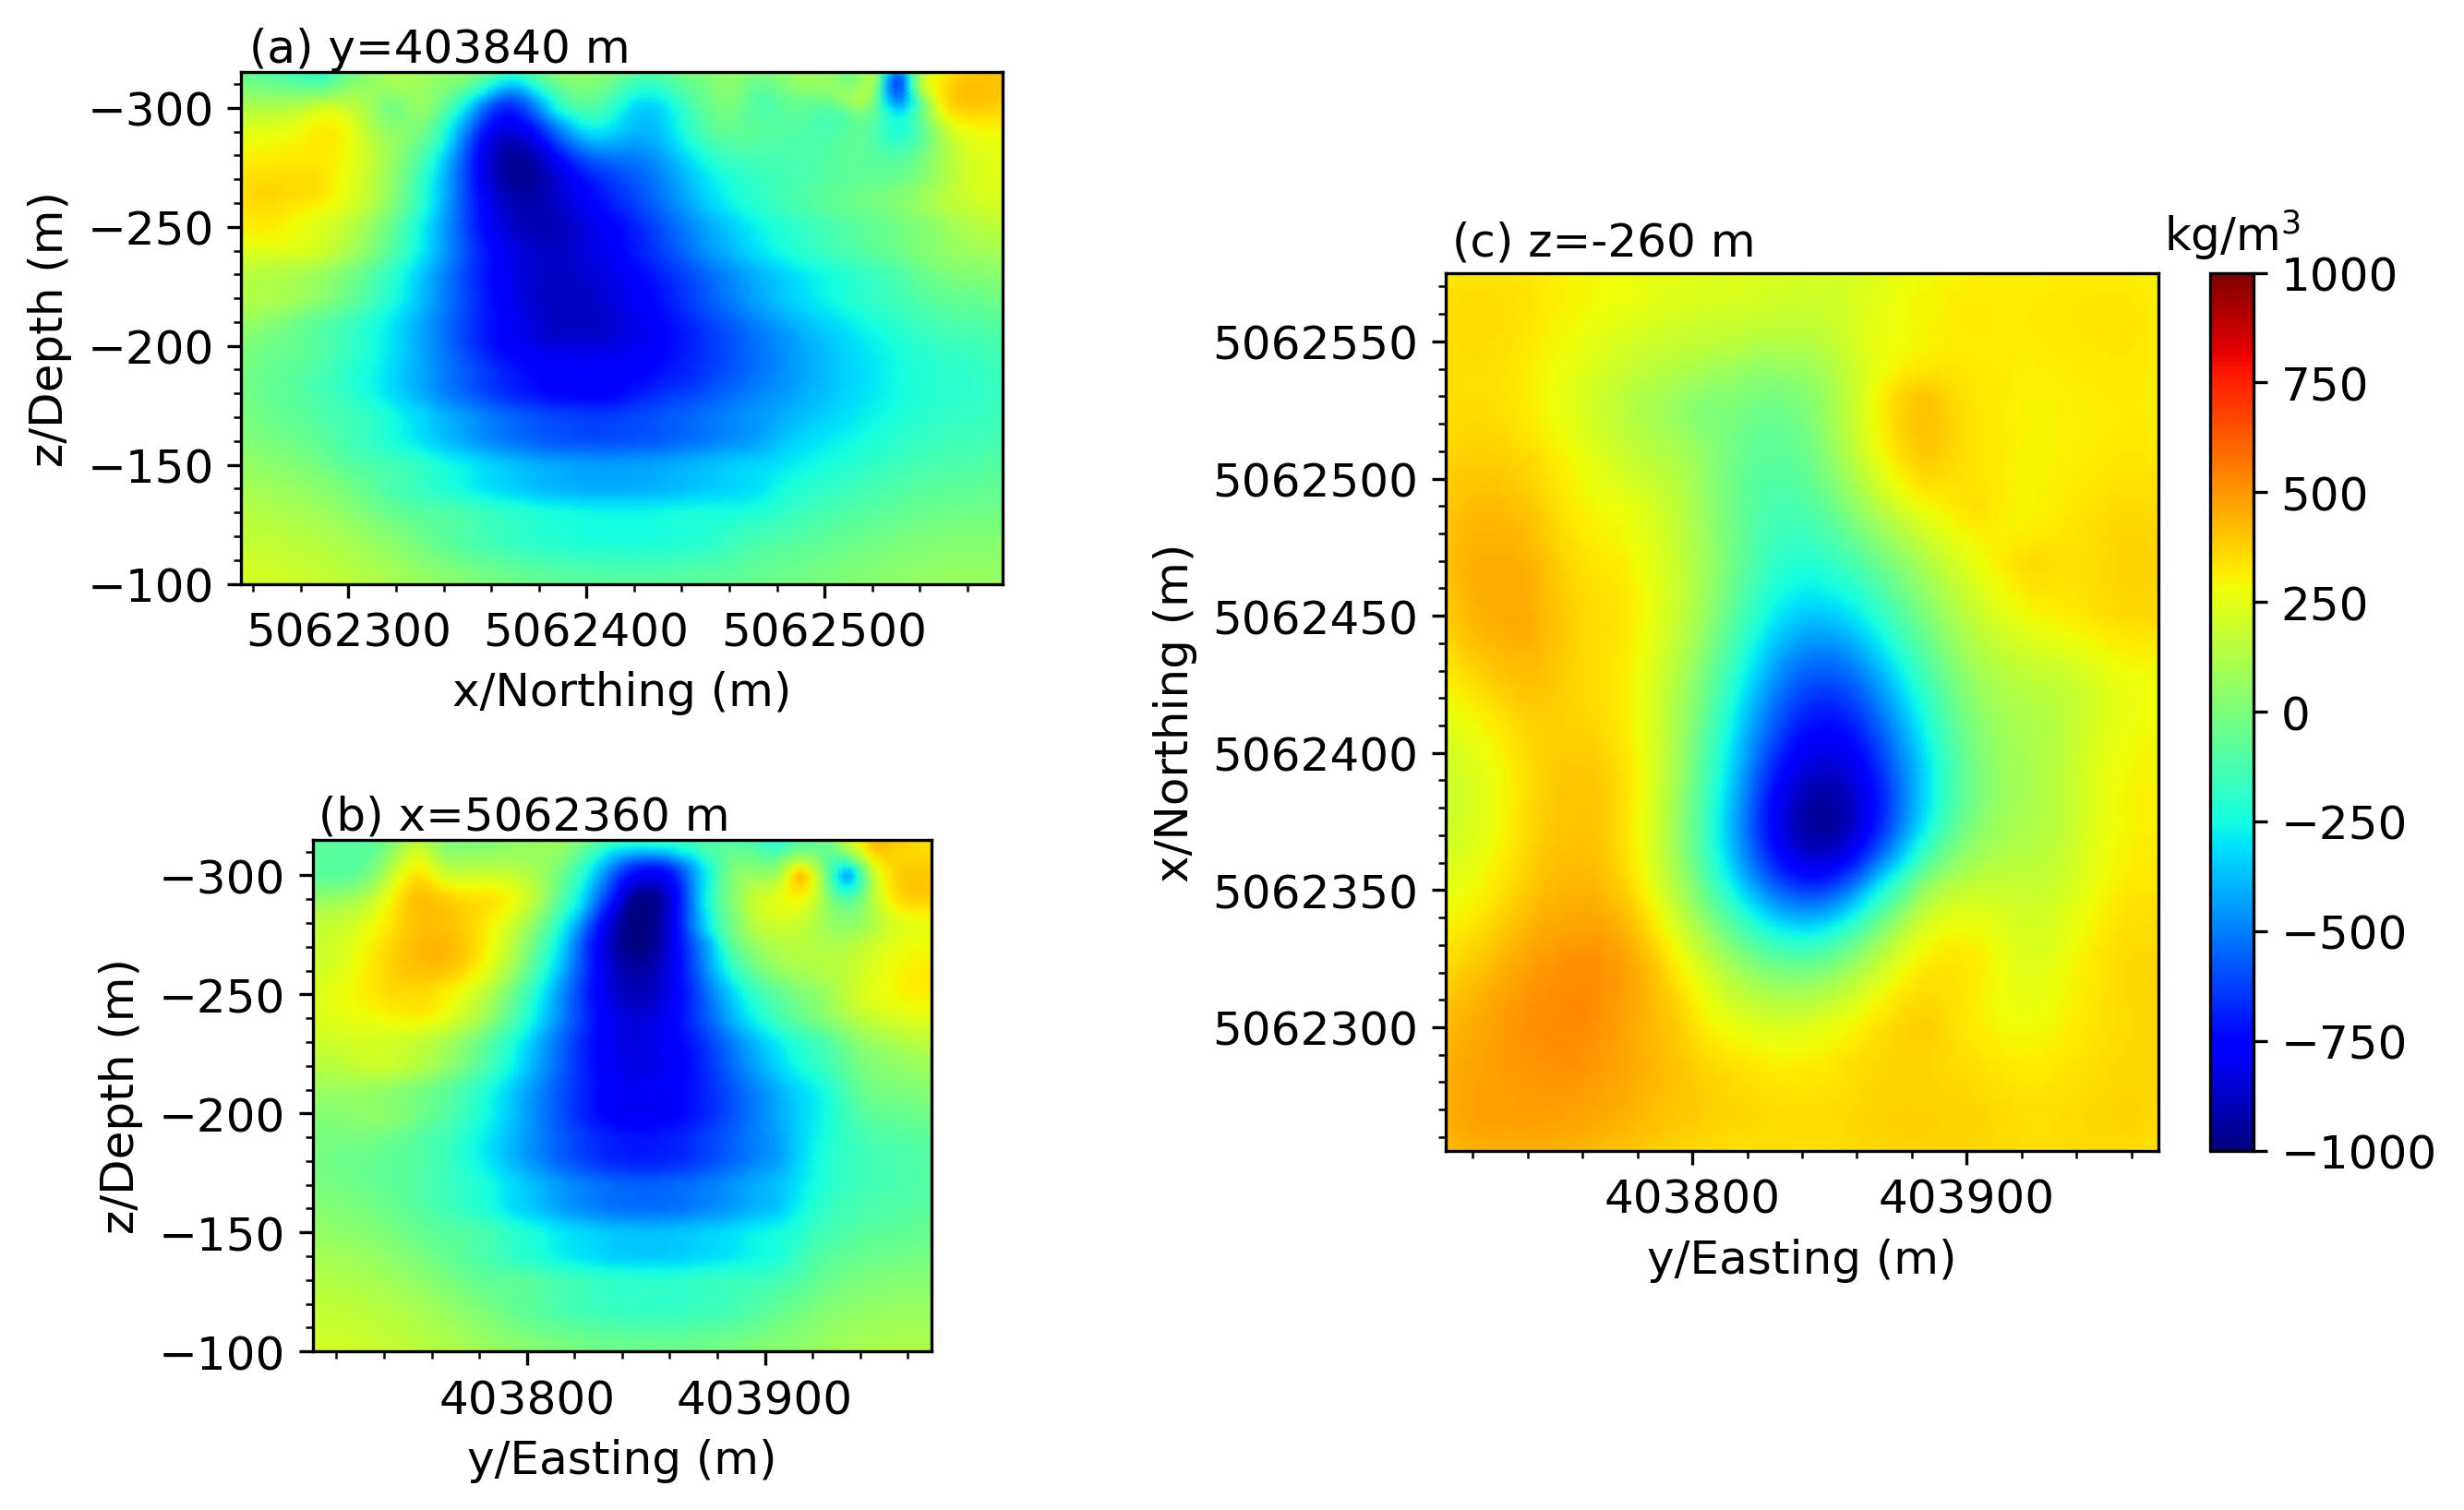 (a) y=403840 m
−300
−250
−200
−150
−100
z/Depth (m)
5062300 5062400 5062500
x/Northing (m)
(b) x=5062360 m
−300
−250
−200
−150
−100
z/Depth (m)
403800 403900
y/Easting (m)
(c) z=-260 m
5062550
5062500
5062450
5062400
5062350
5062300
x/Northing (m)
403800 403900
y/Easting (m)
kg/m³
1000
750
500
250
0
−250
−500
−750
−1000